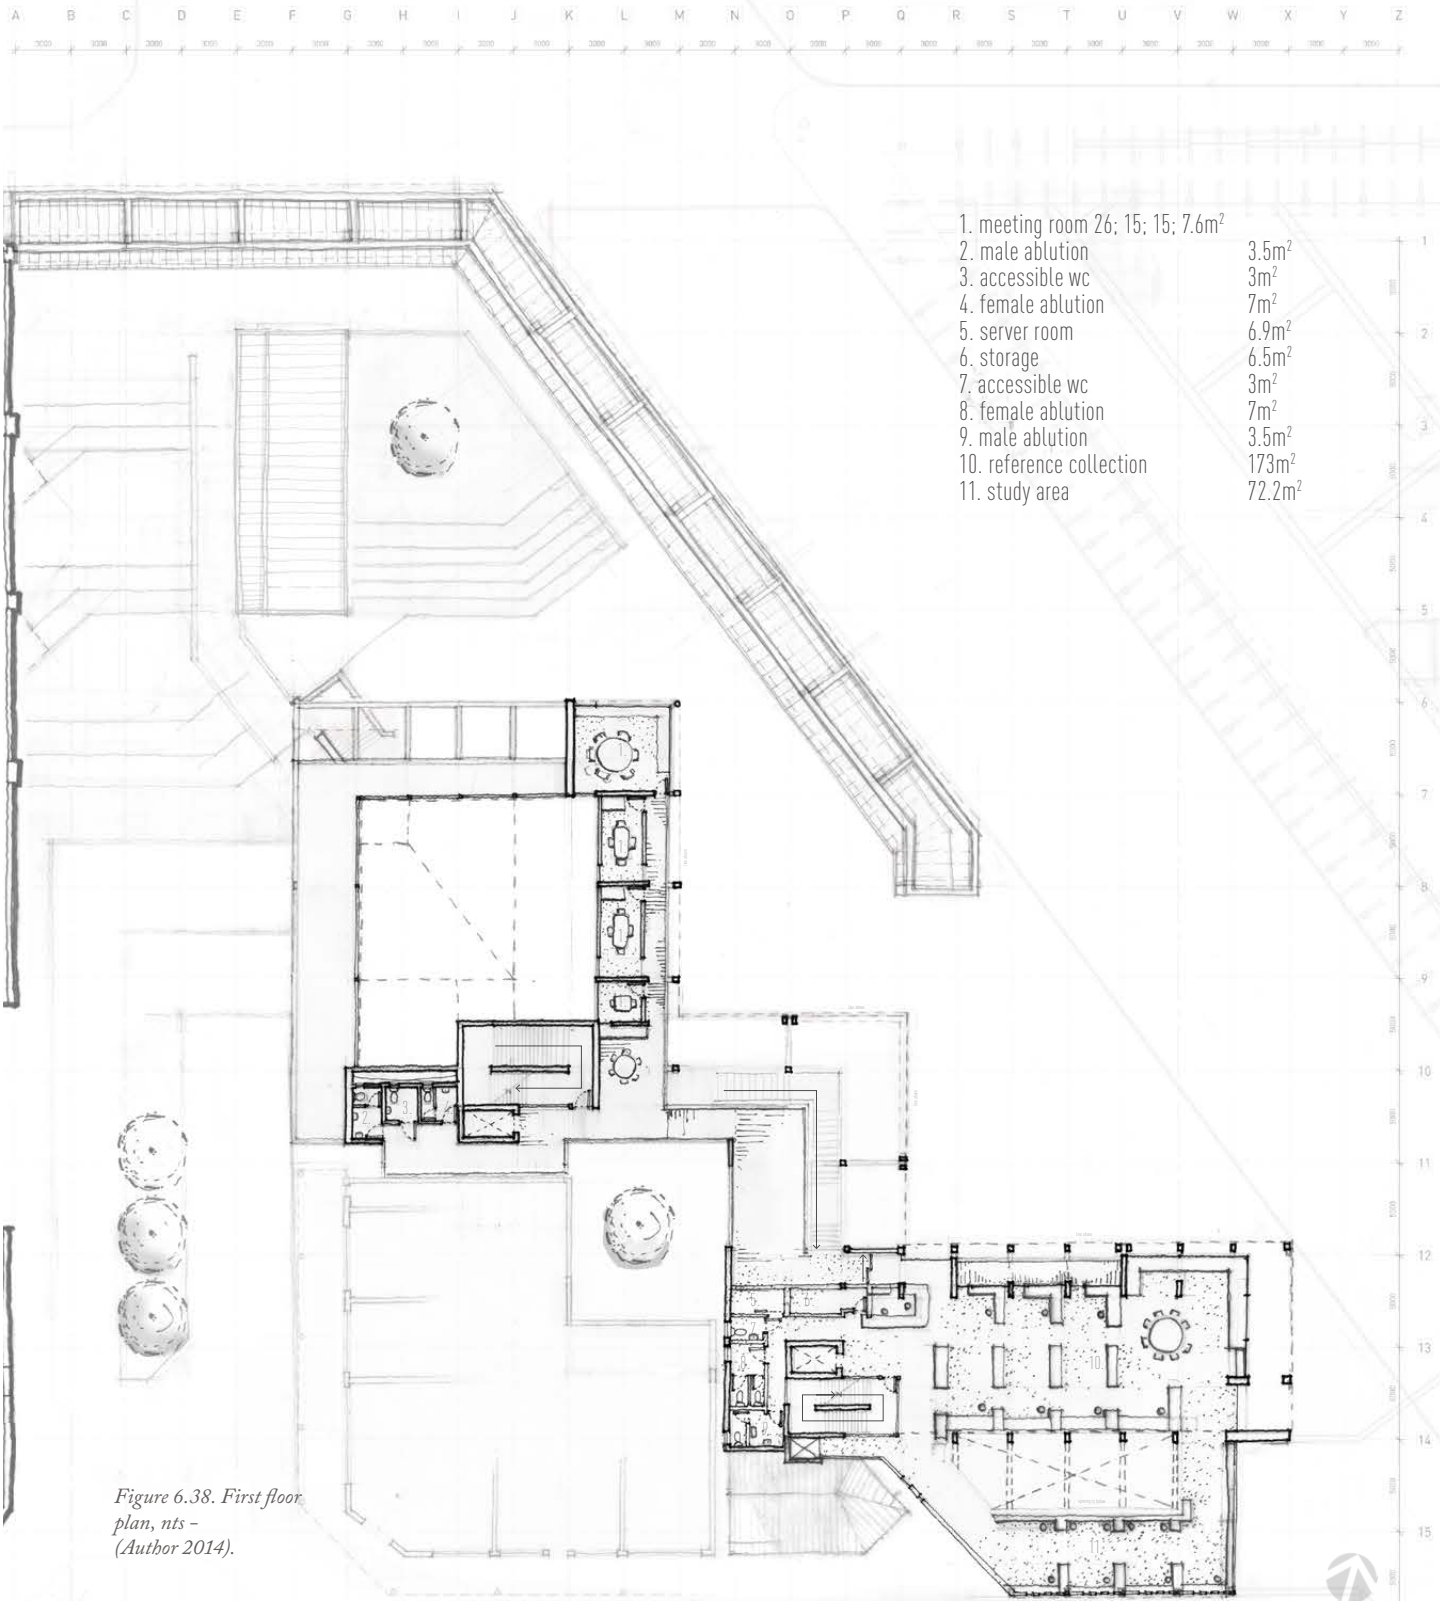 A B C D E F G H I J K L M N O P Q R S T U V W X Y Z
1. meeting room 26; 15; 15; 7.6m²
2. male ablution 3.5m²
3. accessible wc 3m²
4. female ablution 7m²
5. server room 6.9m²
6. storage 6.5m²
7. accessible wc 3m²
8. female ablution 7m²
9. male ablution 3.5m²
10. reference collection 173m²
11. study area 72.2m²
1
2
3
4
5
6
7
8
9
10
11
12
13
14
15
3.
10.
11.
Figure 6.38. First floor
plan, nts –
(Author 2014).